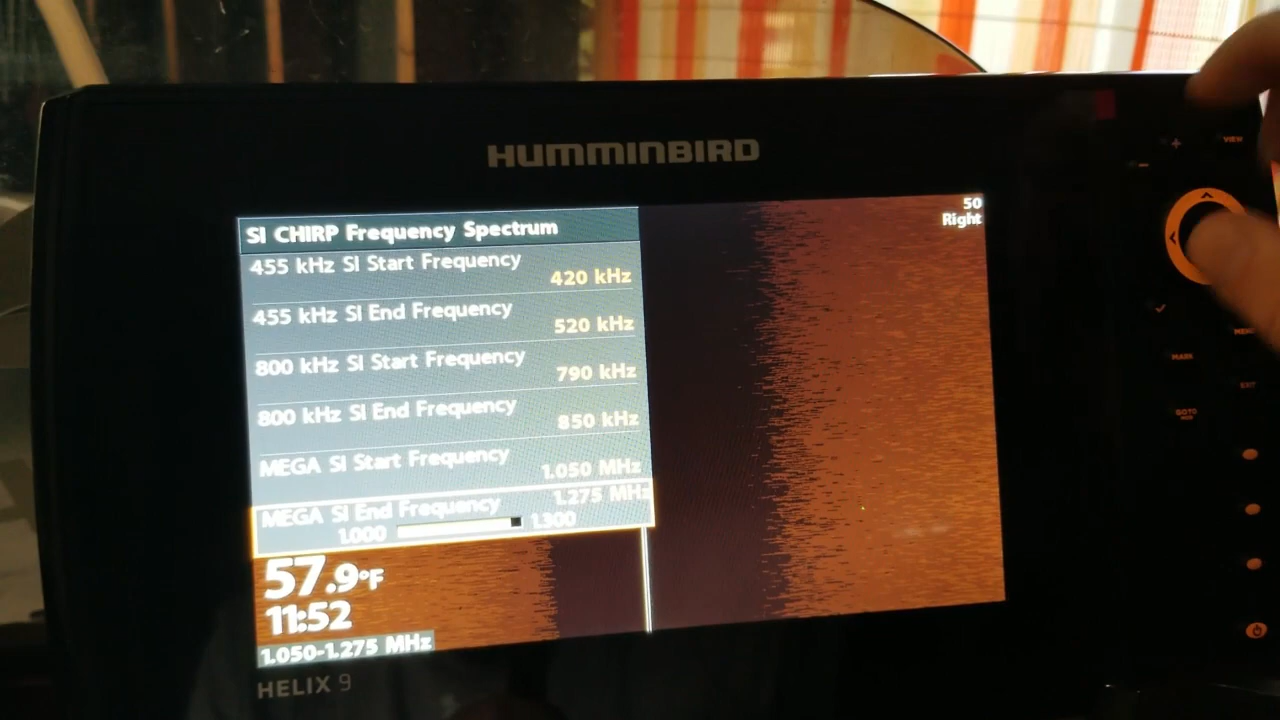 HUMMINBIRD
VIEW
50
Right
SI CHIRP Frequency Spectrum
455 kHz SI Start Frequency
420 kHz
455 kHz SI End Frequency
520 kHz
800 kHz SI Start Frequency
790 kHz
800 kHz SI End Frequency
850 kHz
MEGA SI Start Frequency
1.050 MHz
1.275 MHz
MEGA SI End Frequency
1.000 1.300
57.9°F
11:52
1.050-1.275 MHz
HELIX 9
MARK
EXIT
GO TO